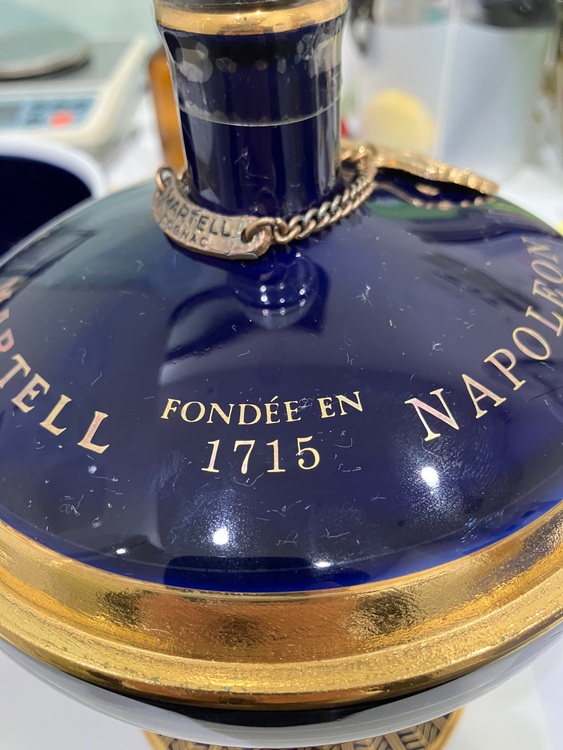 MARTELL
COGNAC
MARTELL
FONDÉE EN
1715
NAPOLEON